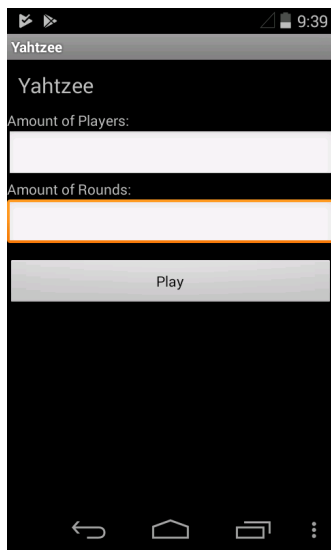 9:39
Yahtzee
Yahtzee
Amount of Players:
Amount of Rounds:
Play